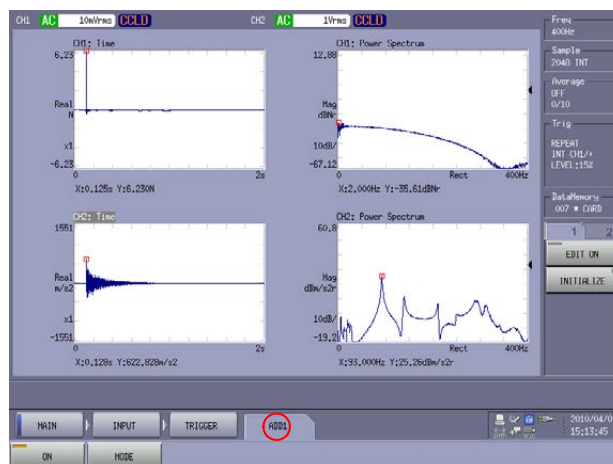 CH1 AC 10mVrms CCLD CH2 AC 1Vrms CCLD
Freq
400Hz
Sample
2048 INT
Average
OFF
0/10
Trig
REPEAT
INT CH1/+
LEVEL:15%
DataMemory
007 * CARD
1 2
EDIT ON
INITIALIZE
CH1: Time
6.23
Real
N
x1
-6.23
0 2s
X:0.125s Y:6.230N
CH1: Power Spectrum
12.88
Mag
dBNr
10dB/
-67.12
0 Rect 400Hz
X:2.000Hz Y:-35.61dBNr
CH2: Time
1551
Real
m/s2
x1
-1551
0 2s
X:0.128s Y:622.828m/s2
CH2: Power Spectrum
60.8
Mag
dBm/s2r
10dB/
-19.2
0 Rect 400Hz
X:93.000Hz Y:25.26dBm/s2r
MAIN INPUT TRIGGER ADD1
2010/04/0
15:13:45
ON MODE